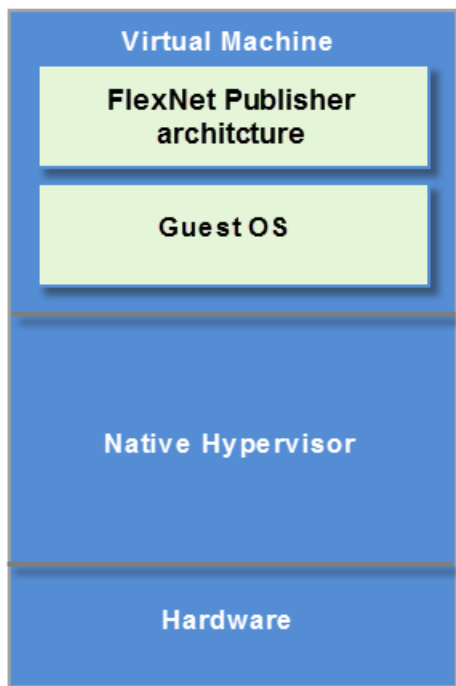 Virtual Machine
FlexNet Publisher
architcture
Guest OS
Native Hypervisor
Hardware